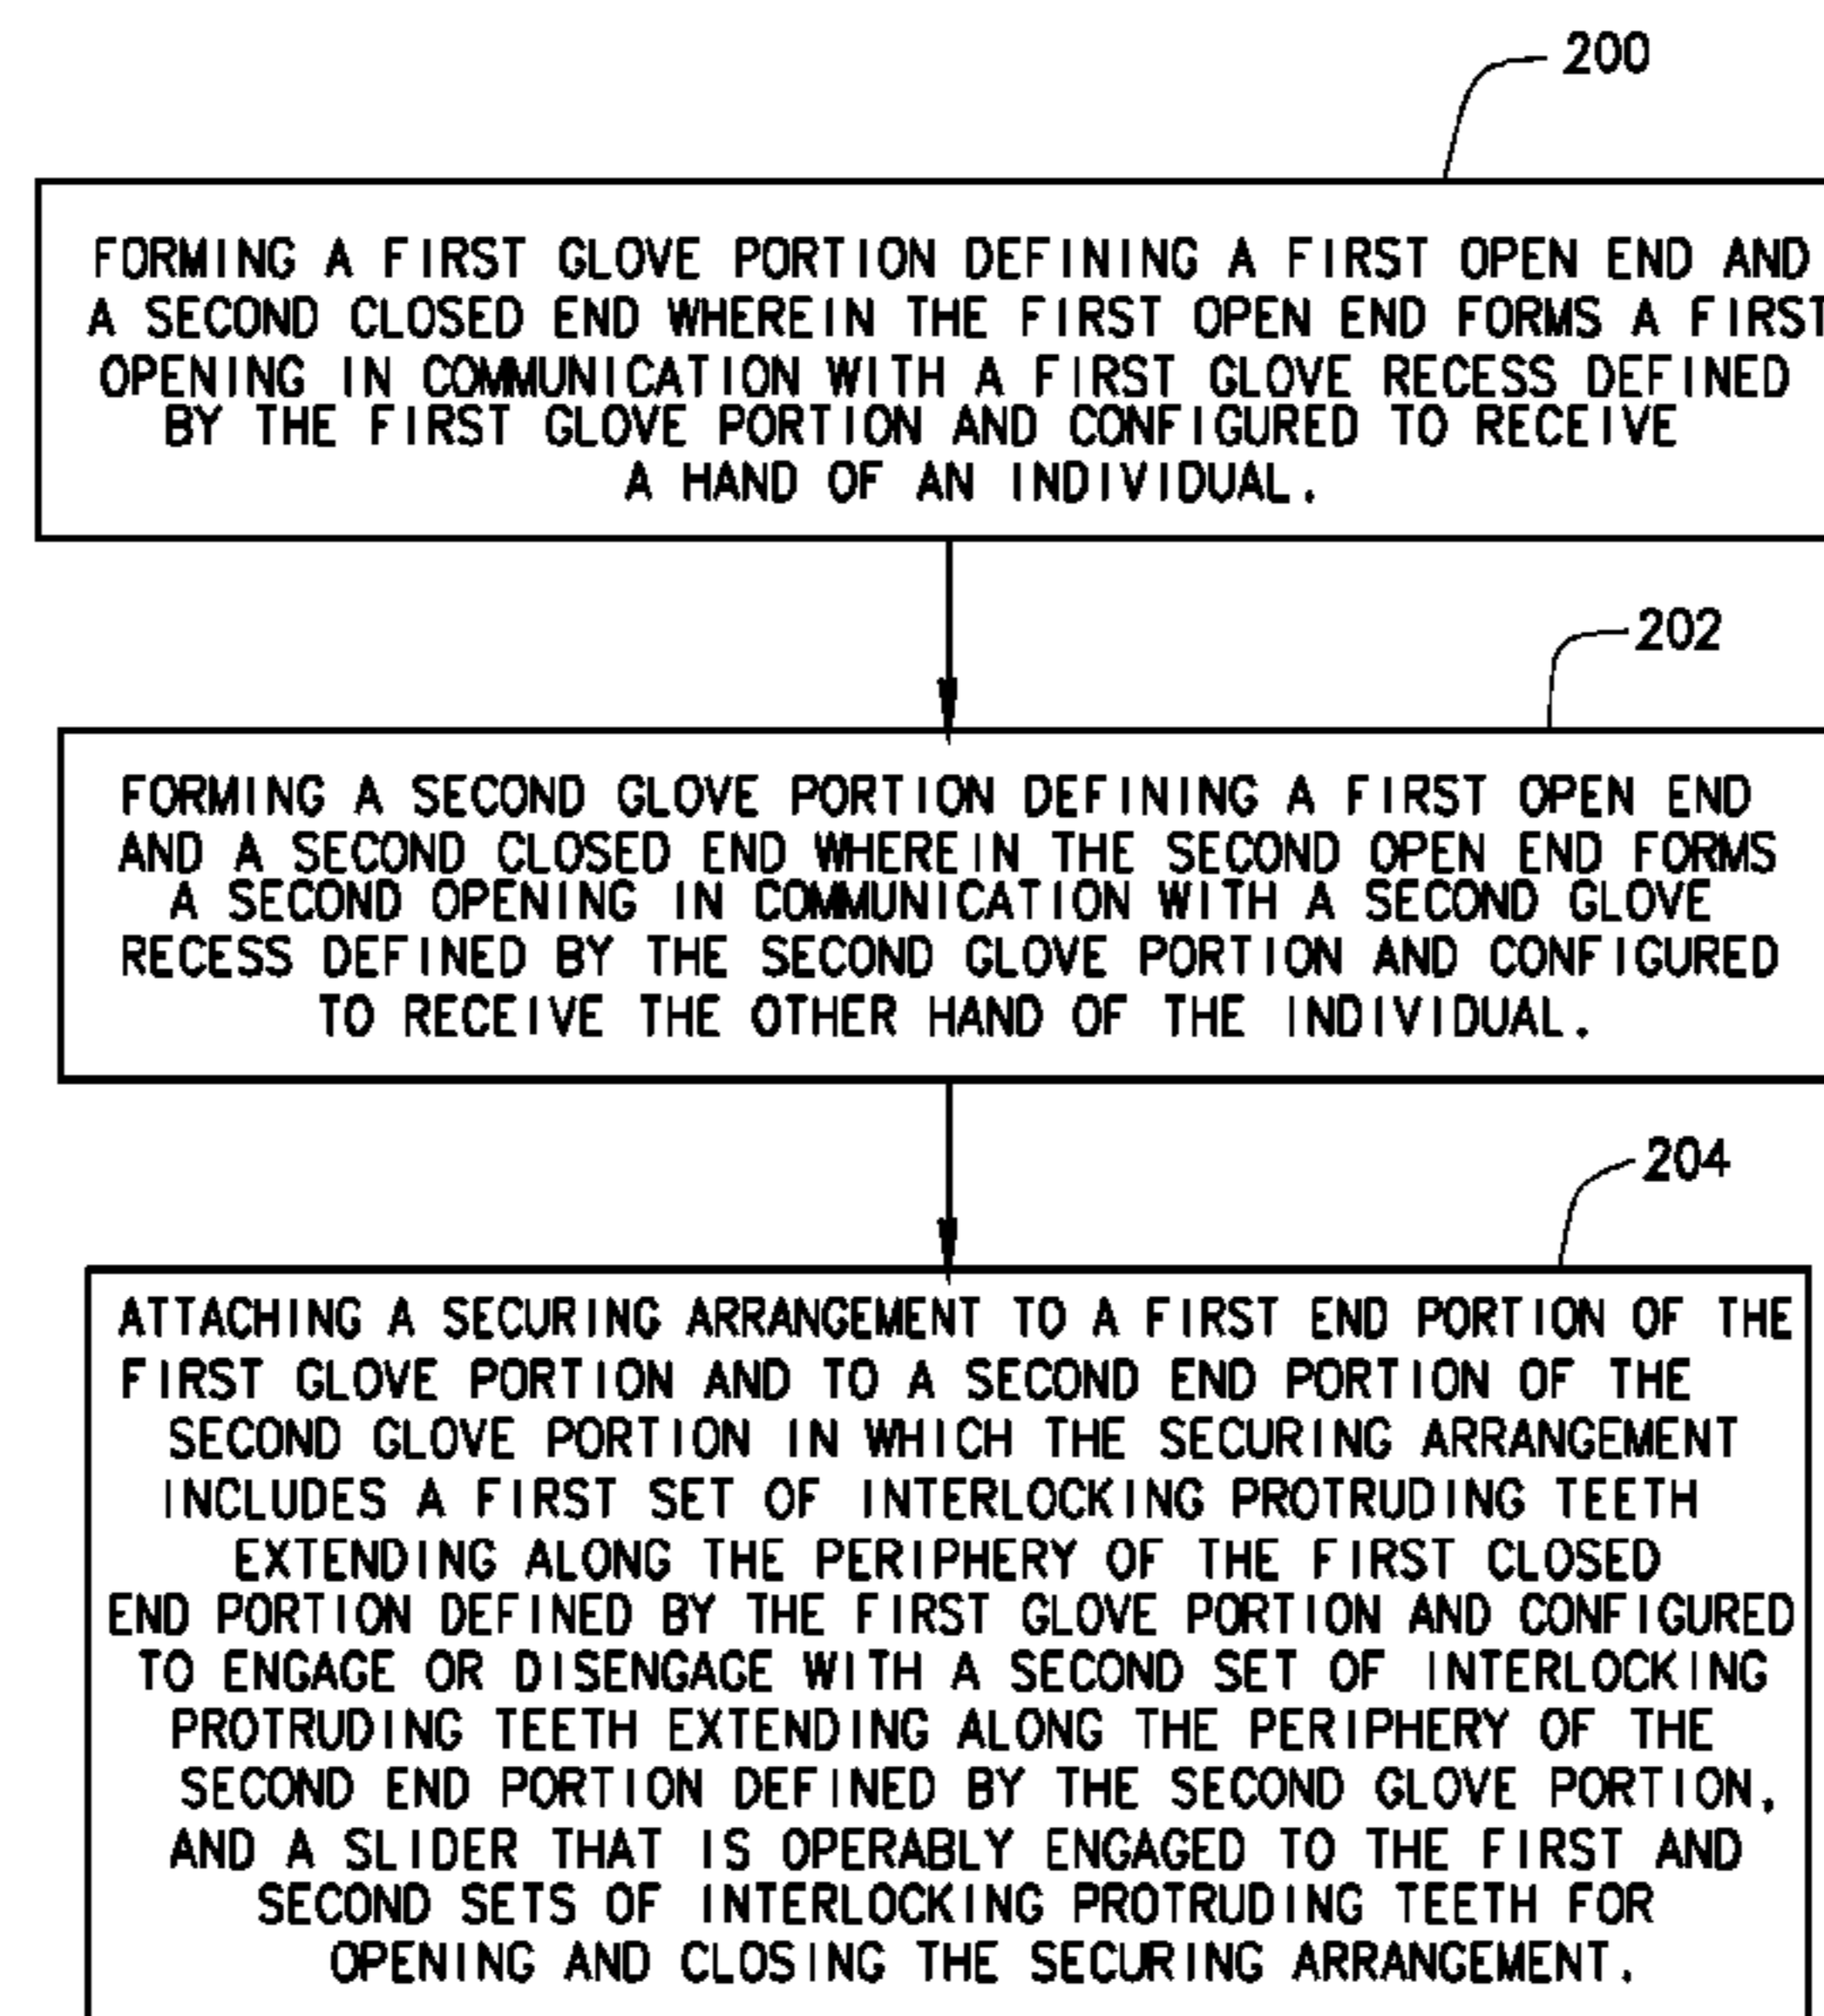 200
FORMING A FIRST GLOVE PORTION DEFINING A FIRST OPEN END AND
A SECOND CLOSED END WHEREIN THE FIRST OPEN END FORMS A FIRST
OPENING IN COMMUNICATION WITH A FIRST GLOVE RECESS DEFINED
BY THE FIRST GLOVE PORTION AND CONFIGURED TO RECEIVE
A HAND OF AN INDIVIDUAL.
202
FORMING A SECOND GLOVE PORTION DEFINING A FIRST OPEN END
AND A SECOND CLOSED END WHEREIN THE SECOND OPEN END FORMS
A SECOND OPENING IN COMMUNICATION WITH A SECOND GLOVE
RECESS DEFINED BY THE SECOND GLOVE PORTION AND CONFIGURED
TO RECEIVE THE OTHER HAND OF THE INDIVIDUAL.
204
ATTACHING A SECURING ARRANGEMENT TO A FIRST END PORTION OF THE
FIRST GLOVE PORTION AND TO A SECOND END PORTION OF THE
SECOND GLOVE PORTION IN WHICH THE SECURING ARRANGEMENT
INCLUDES A FIRST SET OF INTERLOCKING PROTRUDING TEETH
EXTENDING ALONG THE PERIPHERY OF THE FIRST CLOSED
END PORTION DEFINED BY THE FIRST GLOVE PORTION AND CONFIGURED
TO ENGAGE OR DISENGAGE WITH A SECOND SET OF INTERLOCKING
PROTRUDING TEETH EXTENDING ALONG THE PERIPHERY OF THE
SECOND END PORTION DEFINED BY THE SECOND GLOVE PORTION,
AND A SLIDER THAT IS OPERABLY ENGAGED TO THE FIRST AND
SECOND SETS OF INTERLOCKING PROTRUDING TEETH FOR
OPENING AND CLOSING THE SECURING ARRANGEMENT.